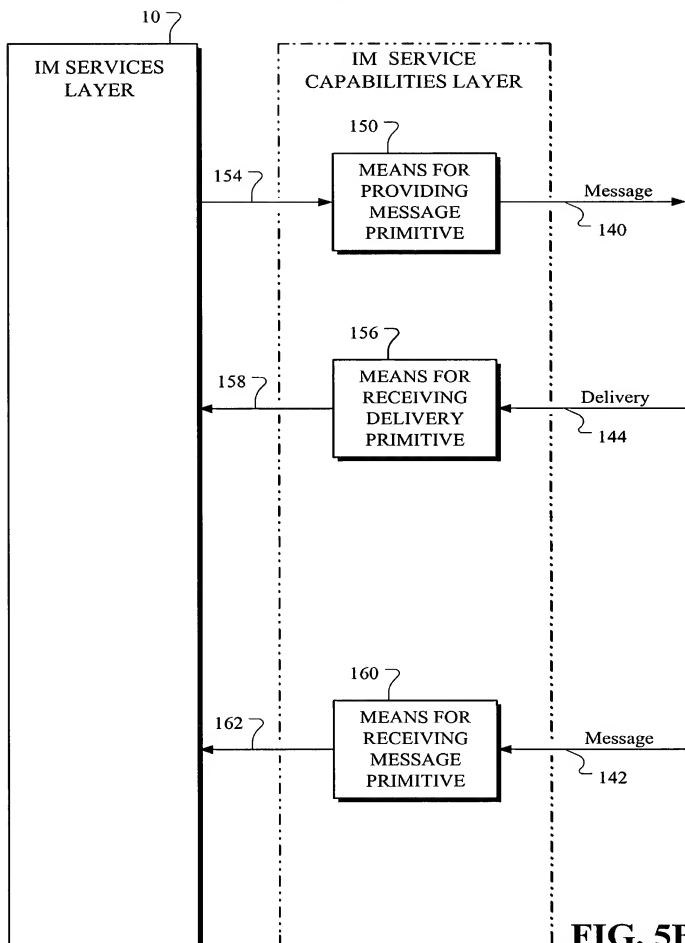 10
IM SERVICES
LAYER
IM SERVICE
CAPABILITIES LAYER
150
154
MEANS FOR
PROVIDING
MESSAGE
PRIMITIVE
Message
140
156
158
MEANS FOR
RECEIVING
DELIVERY
PRIMITIVE
Delivery
144
160
162
MEANS FOR
RECEIVING
MESSAGE
PRIMITIVE
Message
142
FIG.